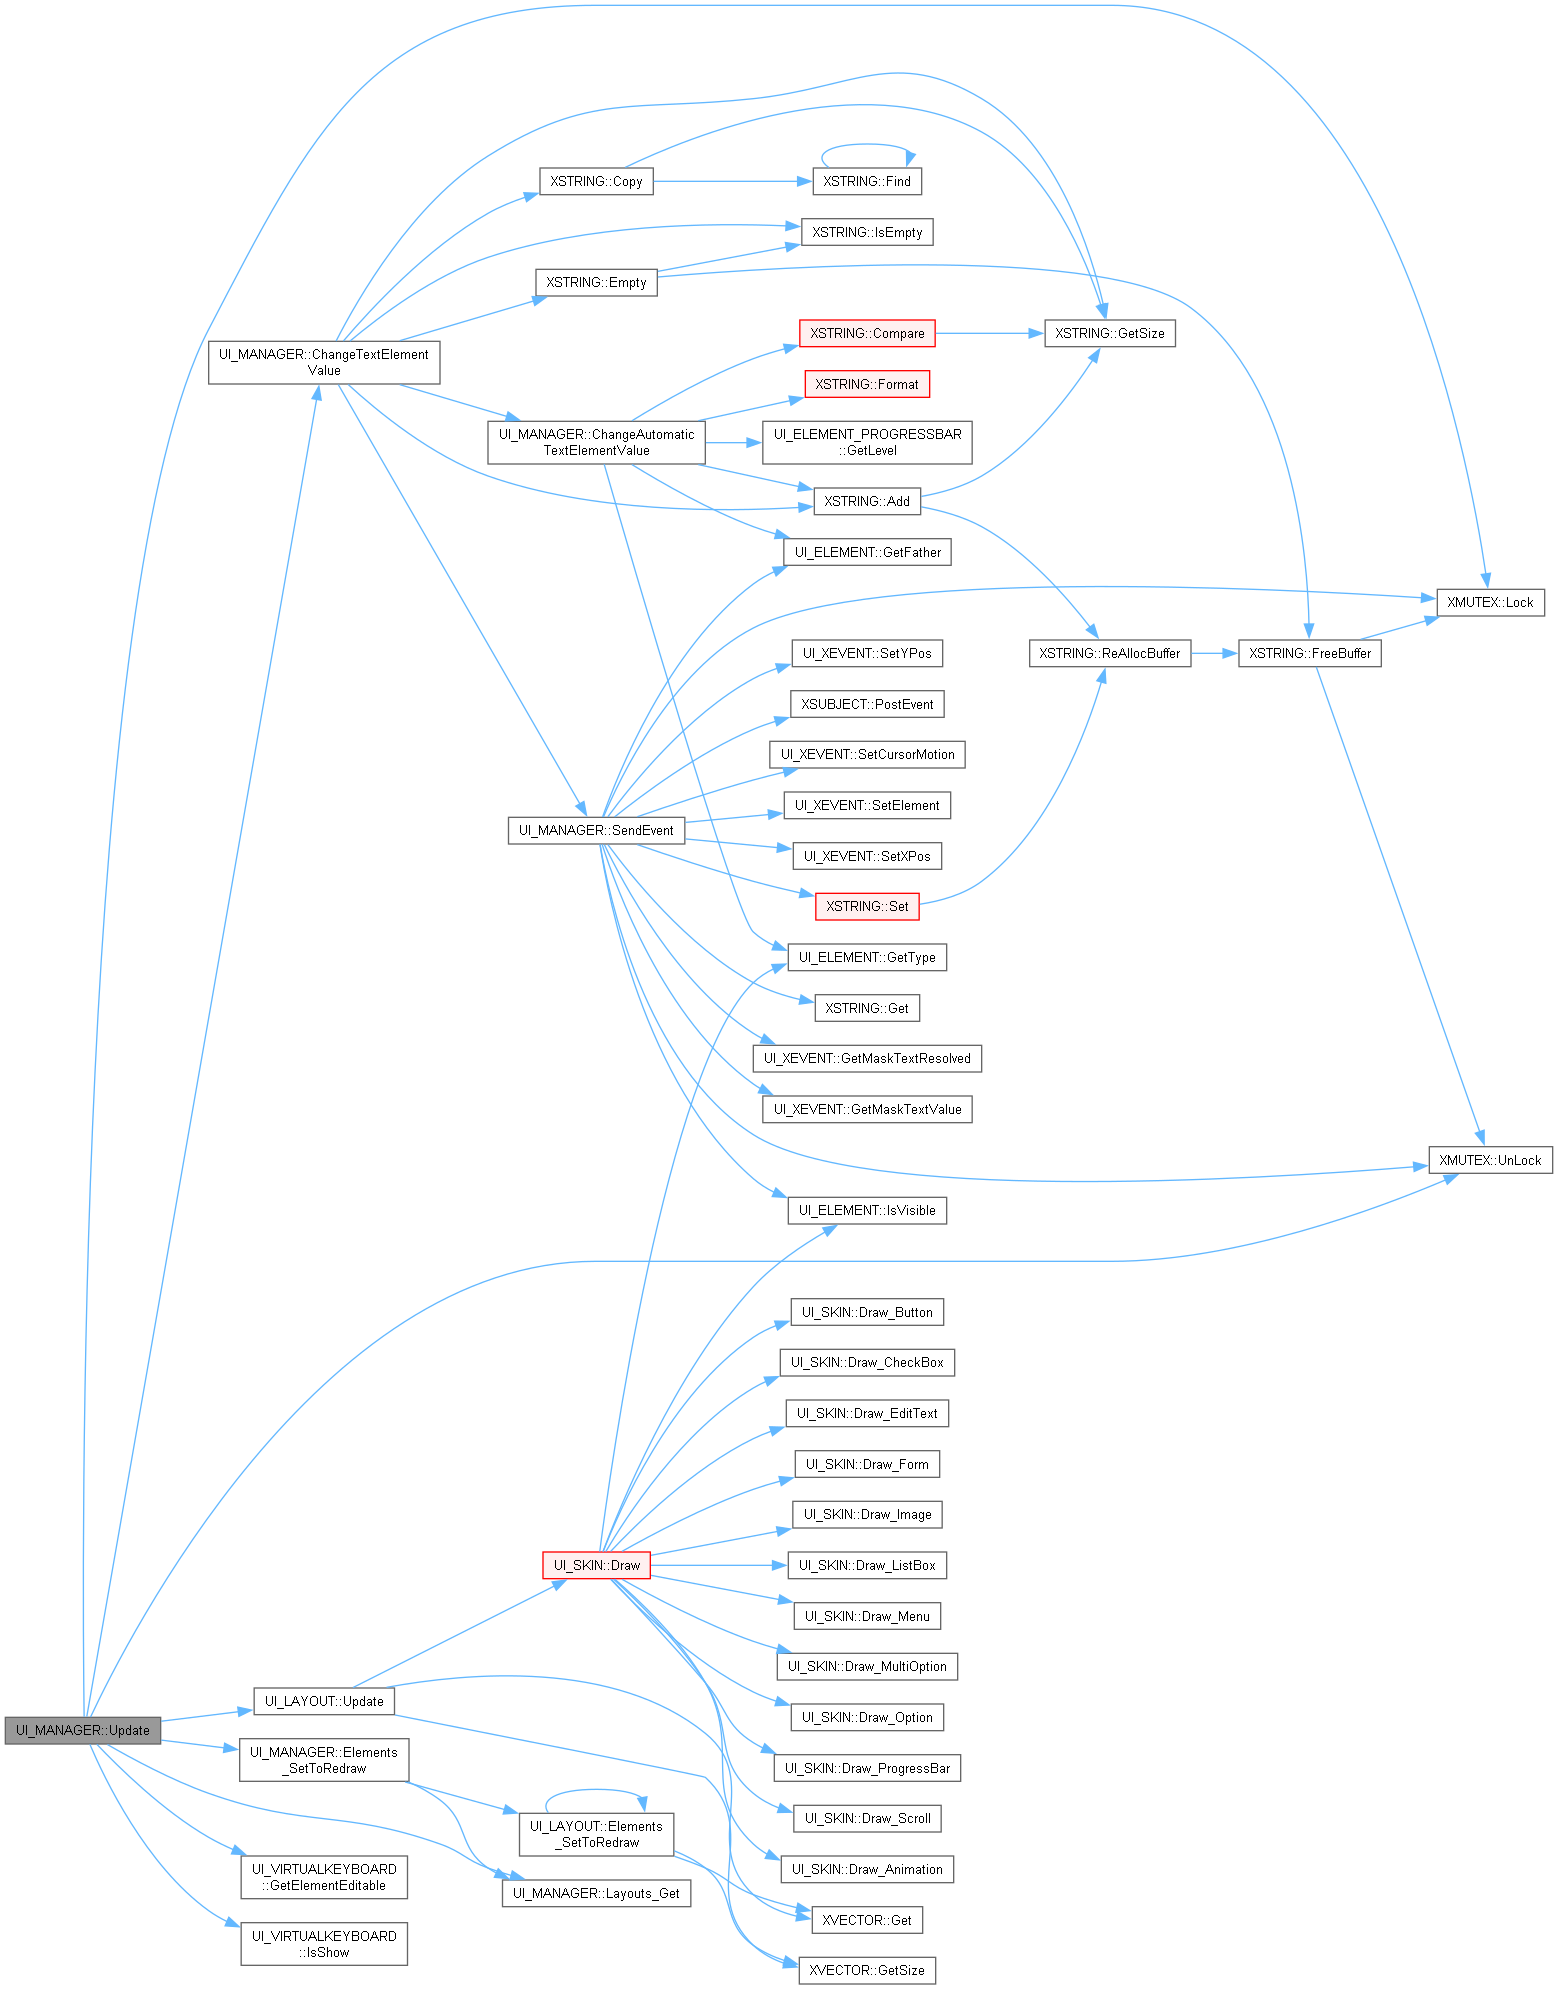 XSTRING::Copy
XSTRING::Find
XSTRING::IsEmpty
XSTRING::Empty
XSTRING::Compare
XSTRING::GetSize
UI_MANAGER::ChangeTextElement
Value
XSTRING::Format
UI_MANAGER::ChangeAutomatic
TextElementValue
UI_ELEMENT_PROGRESSBAR
::GetLevel
XSTRING::Add
UI_ELEMENT::GetFather
XMUTEX::Lock
UI_XEVENT::SetYPos
XSTRING::ReAllocBuffer
XSTRING::FreeBuffer
XSUBJECT::PostEvent
UI_XEVENT::SetCursorMotion
UI_XEVENT::SetElement
UI_MANAGER::SendEvent
UI_XEVENT::SetXPos
XSTRING::Set
UI_ELEMENT::GetType
XSTRING::Get
UI_XEVENT::GetMaskTextResolved
UI_XEVENT::GetMaskTextValue
XMUTEX::UnLock
UI_ELEMENT::IsVisible
UI_SKIN::Draw_Button
UI_SKIN::Draw_CheckBox
UI_SKIN::Draw_EditText
UI_SKIN::Draw_Form
UI_SKIN::Draw_Image
UI_SKIN::Draw
UI_SKIN::Draw_ListBox
UI_SKIN::Draw_Menu
UI_SKIN::Draw_MultiOption
UI_LAYOUT::Update
UI_SKIN::Draw_Option
UI_MANAGER::Update
UI_MANAGER::Elements
_SetToRedraw
UI_SKIN::Draw_ProgressBar
UI_SKIN::Draw_Scroll
UI_LAYOUT::Elements
_SetToRedraw
UI_SKIN::Draw_Animation
UI_VIRTUALKEYBOARD
::GetElementEditable
UI_MANAGER::Layouts_Get
XVECTOR::Get
UI_VIRTUALKEYBOARD
::IsShow
XVECTOR::GetSize